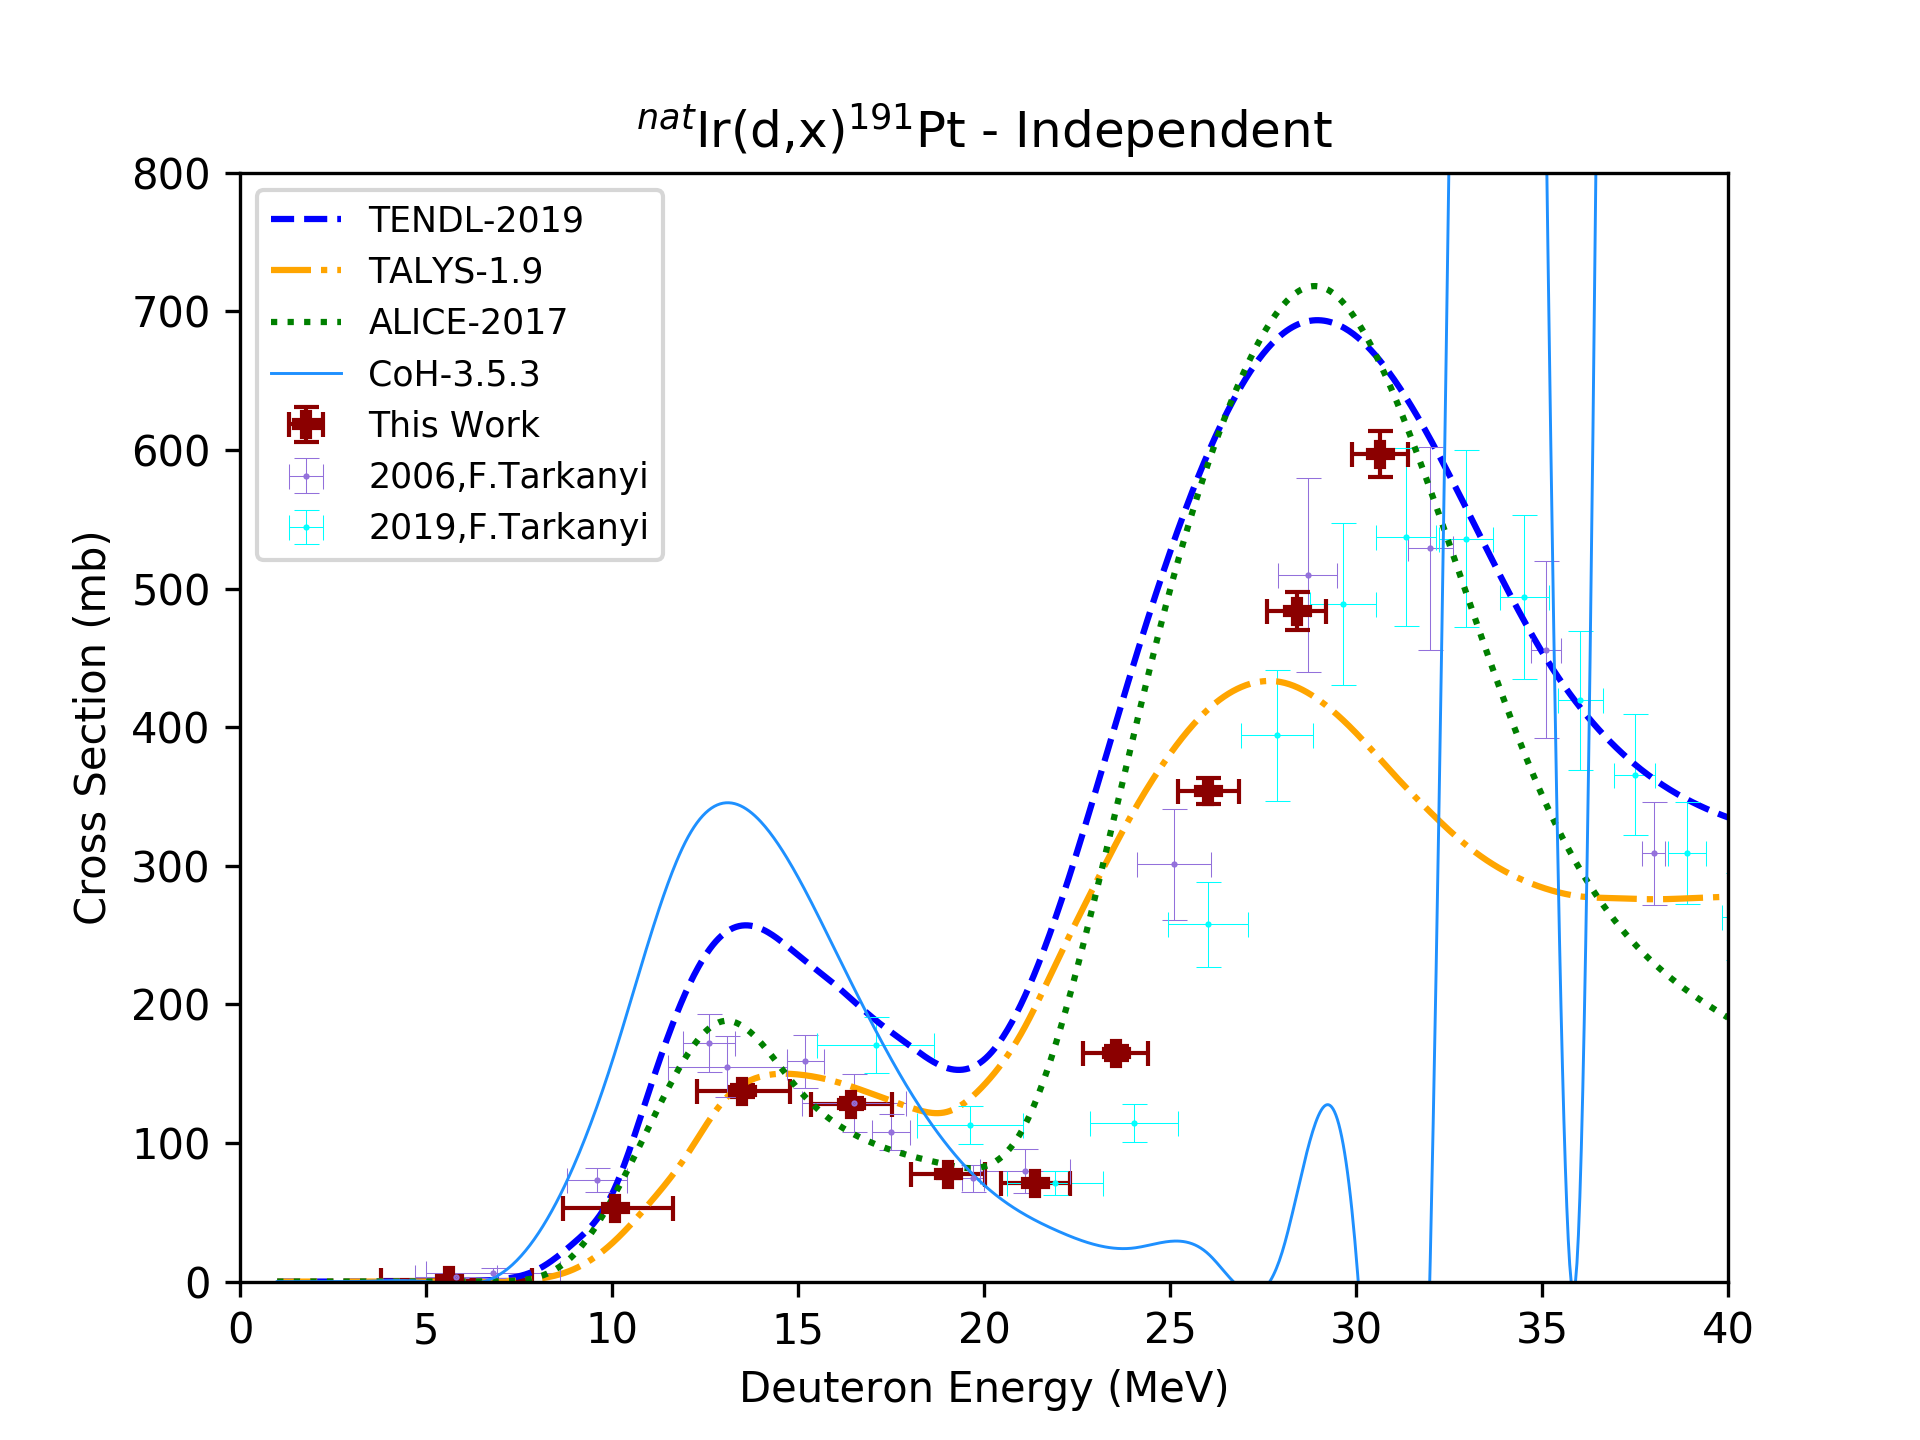 natIr(d,x)191Pt - Independent
800
700
600
500
400
300
200
100
0
Cross Section (mb)
TENDL-2019
TALYS-1.9
ALICE-2017
CoH-3.5.3
This Work
2006,F.Tarkanyi
2019,F.Tarkanyi
0 5 10 15 20 25 30 35 40
Deuteron Energy (MeV)